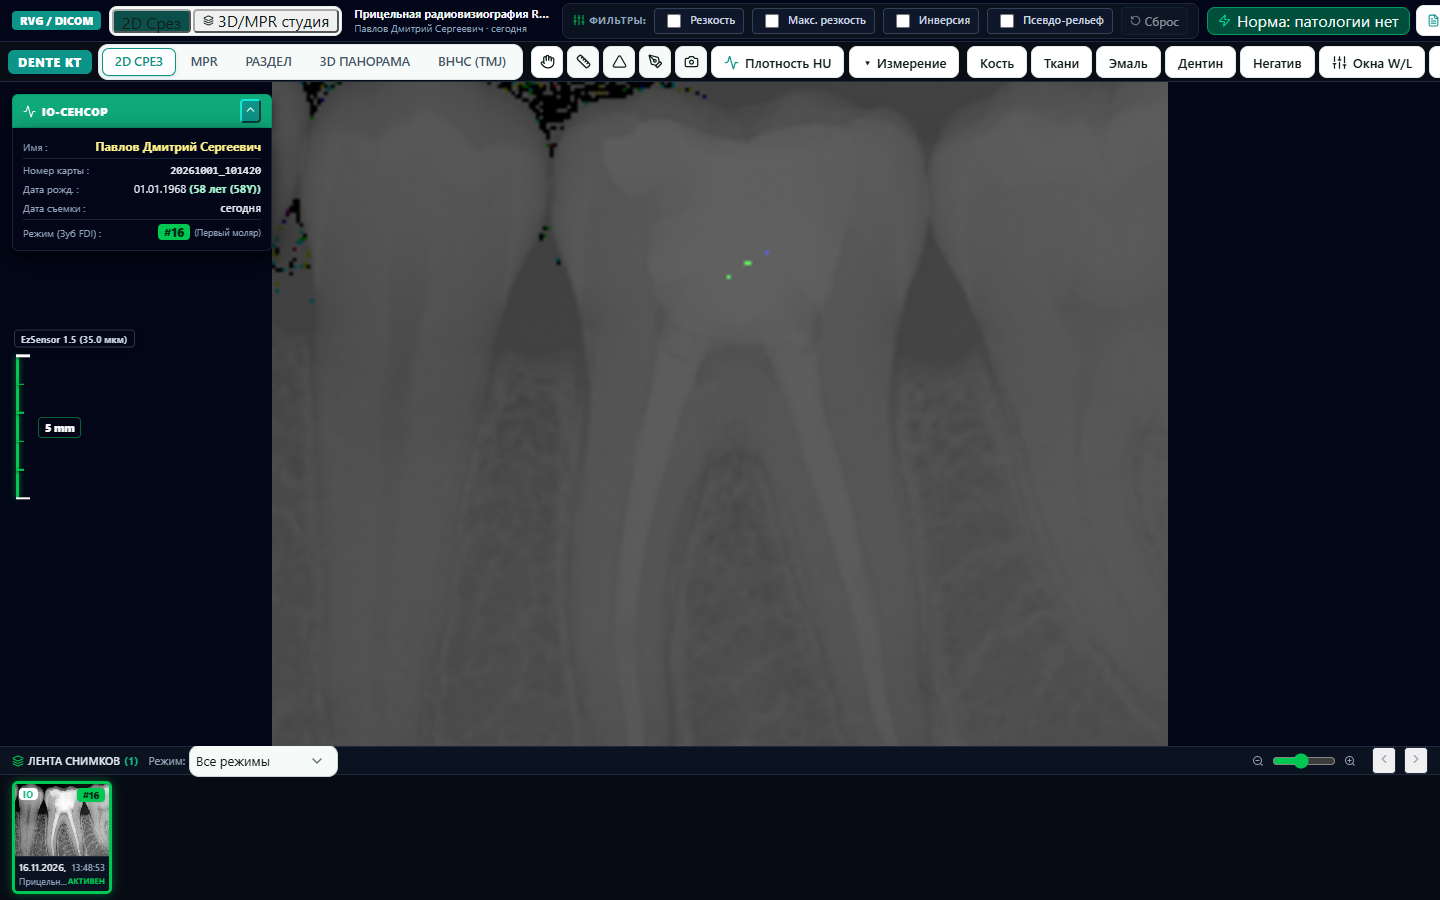 RVG / DICOM
2D Срез
3D/MPR студия
Прицельная радиовизиография R...
Павлов Дмитрий Сергеевич · сегодня
ФИЛЬТРЫ:
Резкость
Макс. резкость
Инверсия
Псевдо-рельеф
Сброс
Норма: патологии нет
DENTE КТ
2D СРЕЗ
MPR
РАЗДЕЛ
3D ПАНОРАМА
ВНЧС (TMJ)
Плотность HU
Измерение
Кость
Ткани
Эмаль
Дентин
Негатив
Окна W/L
IO-СЕНСОР
Имя :
Павлов Дмитрий Сергеевич
Номер карты :
20261001_101420
Дата рожд. :
01.01.1968 (58 лет (58Y))
Дата съемки :
сегодня
Режим (Зуб FDI) :
#16
(Первый моляр)
EzSensor 1.5 (35.0 мкм)
5 mm
ЛЕНТА СНИМКОВ (1)
Режим:
Все режимы
IO
#16
16.11.2026, 13:48:53
Прицельн... АКТИВЕН